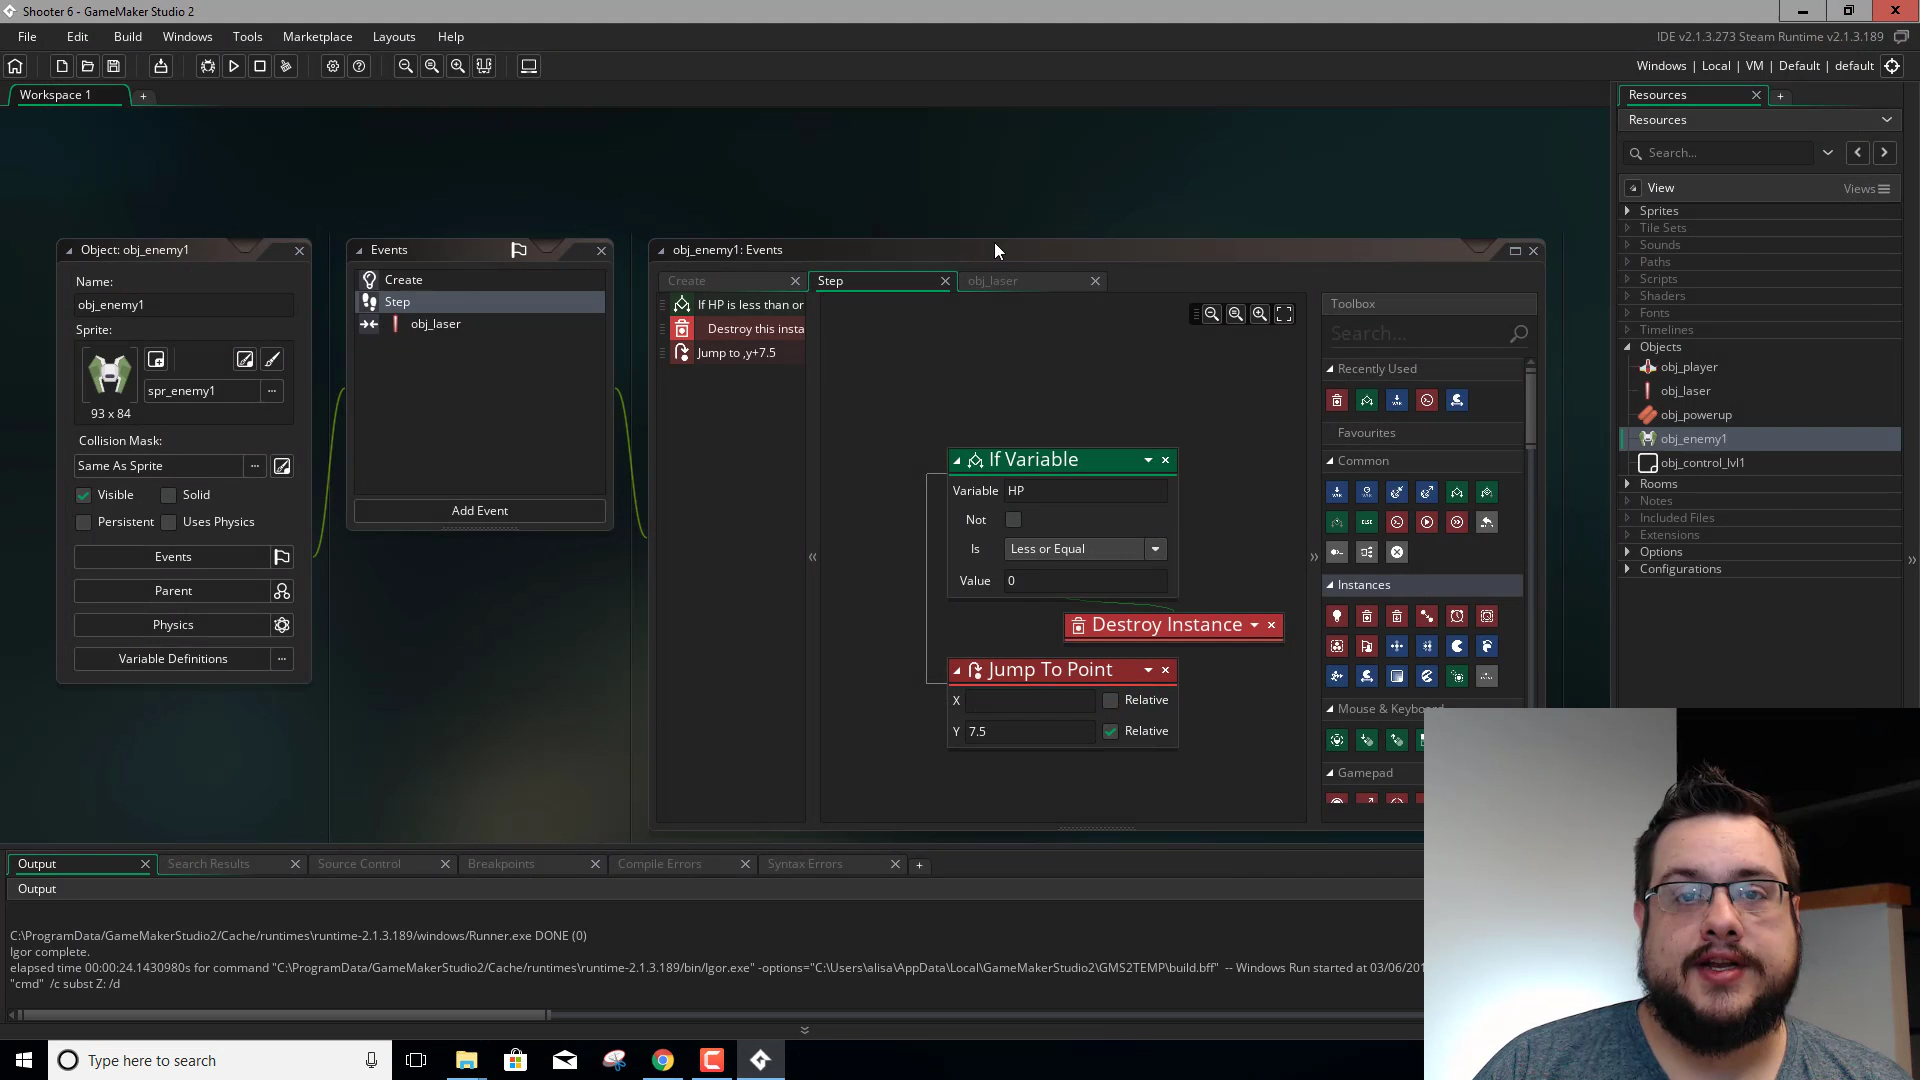 Shooter 6 - GameMaker Studio 2
File Edit Build Windows Tools Marketplace Layouts Help
IDE v2.1.3.273 Steam Runtime v2.1.3.189
Windows | Local | VM | Default | default
Workspace 1
Resources
Resources
Search...
View
Views
Sprites
Tile Sets
Sounds
Paths
Scripts
Shaders
Fonts
Timelines
Objects
obj_player
obj_laser
obj_powerup
obj_enemy1
obj_control_lvl1
Rooms
Notes
Included Files
Extensions
Options
Configurations
Object: obj_enemy1
Name:
obj_enemy1
Sprite:
spr_enemy1
93 x 84
Collision Mask:
Same As Sprite
Visible Solid
Persistent Uses Physics
Events
Parent
Physics
Variable Definitions
Events
Create
Step
obj_laser
Add Event
obj_enemy1: Events
Create Step obj_laser
If HP is less than or
Destroy this insta
Jump to ,y+7.5
If Variable
Variable HP
Not
Is Less or Equal
Value 0
Destroy Instance
Jump To Point
X Relative
Y 7.5 Relative
Toolbox
Search...
Recently Used
Favourites
Common
ELSE
Instances
Mouse & Keyboard
Gamepad
Output Search Results Source Control Breakpoints Compile Errors Syntax Errors
Output
C:\ProgramData/GameMakerStudio2/Cache/runtimes\runtime-2.1.3.189/windows/Runner.exe DONE (0)
Igor complete.
elapsed time 00:00:24.1430980s for command "C:\ProgramData/GameMakerStudio2/Cache/runtimes\runtime-2.1.3.189/bin/Igor.exe" -options="C:\Users\alisa\AppData\Local\GameMakerStudio2\GMS2TEMP\build.bff" -- Windows Run started at 03/06/201
"cmd" /c subst Z: /d
Type here to search